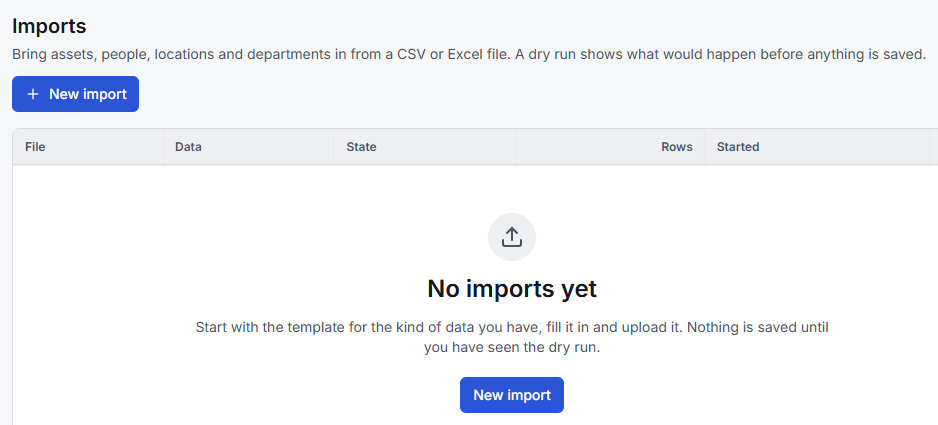 Imports
Bring assets, people, locations and departments in from a CSV or Excel file. A dry run shows what would happen before anything is saved.
+ New import
File Data State Rows Started
No imports yet
Start with the template for the kind of data you have, fill it in and upload it. Nothing is saved until
you have seen the dry run.
New import